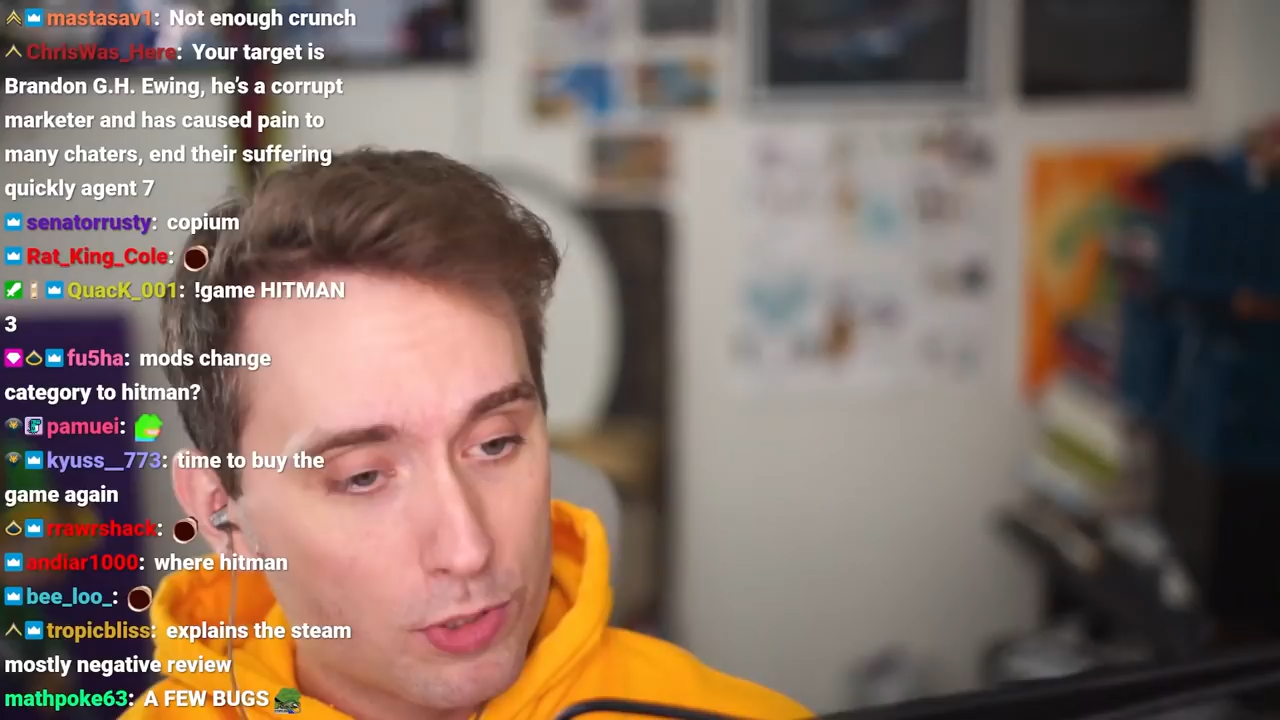 mastasav1: Not enough crunch
ChrisWas_Here: Your target is
Brandon G.H. Ewing, he's a corrupt
marketer and has caused pain to
many chaters, end their suffering
quickly agent 7
senatorrusty: copium
Rat_King_Cole:
QuacK_001: !game HITMAN
3
fu5ha: mods change
category to hitman?
pamuei:
kyuss__773: time to buy the
game again
rrawrshack:
andiar1000: where hitman
bee_loo_:
tropicbliss: explains the steam
mostly negative review
mathpoke63: A FEW BUGS